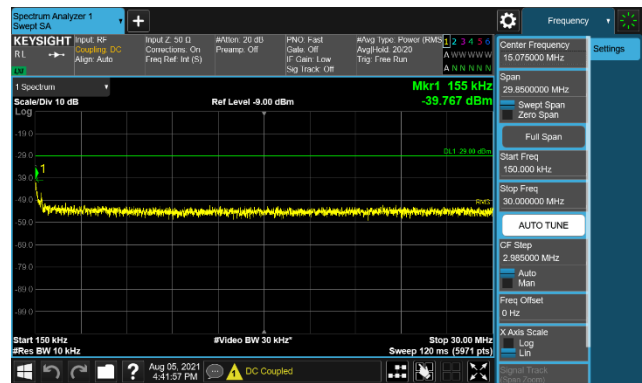 Spectrum Analyzer 1
Swept SA
Frequency
KEYSIGHT
RL
Input: RF
Coupling: DC
Align: Auto
Input Z: 50 Ω
Corrections: On
Freq Ref: Int (S)
#Atten: 20 dB
Preamp: Off
PNO: Fast
Gate: Off
IF Gain: Low
Sig Track: Off
#Avg Type: Power (RMS
Avg|Hold: 20/20
Trig: Free Run
1 2 3 4 5 6
A W W W W W
A N N N N N
1 Spectrum
Scale/Div 10 dB
Log
Ref Level -9.00 dBm
Mkr1 155 kHz
-39.767 dBm
-19.0
-29.0
-39.0
-49.0
-59.0
-69.0
-79.0
-89.0
-99.0
1
DL1 -29.00 dBm
RMS
Start 150 kHz
#Res BW 10 kHz
#Video BW 30 kHz*
Stop 30.00 MHz
Sweep 120 ms (5971 pts)
Aug 05, 2021
4:41:57 PM
DC Coupled
Center Frequency
15.075000 MHz
Settings
Span
29.8500000 MHz
Swept Span
Zero Span
Full Span
Start Freq
150.000 kHz
Stop Freq
30.000000 MHz
AUTO TUNE
CF Step
2.985000 MHz
Auto
Man
Freq Offset
0 Hz
X Axis Scale
Log
Lin
Signal Track
(Span Zoom)